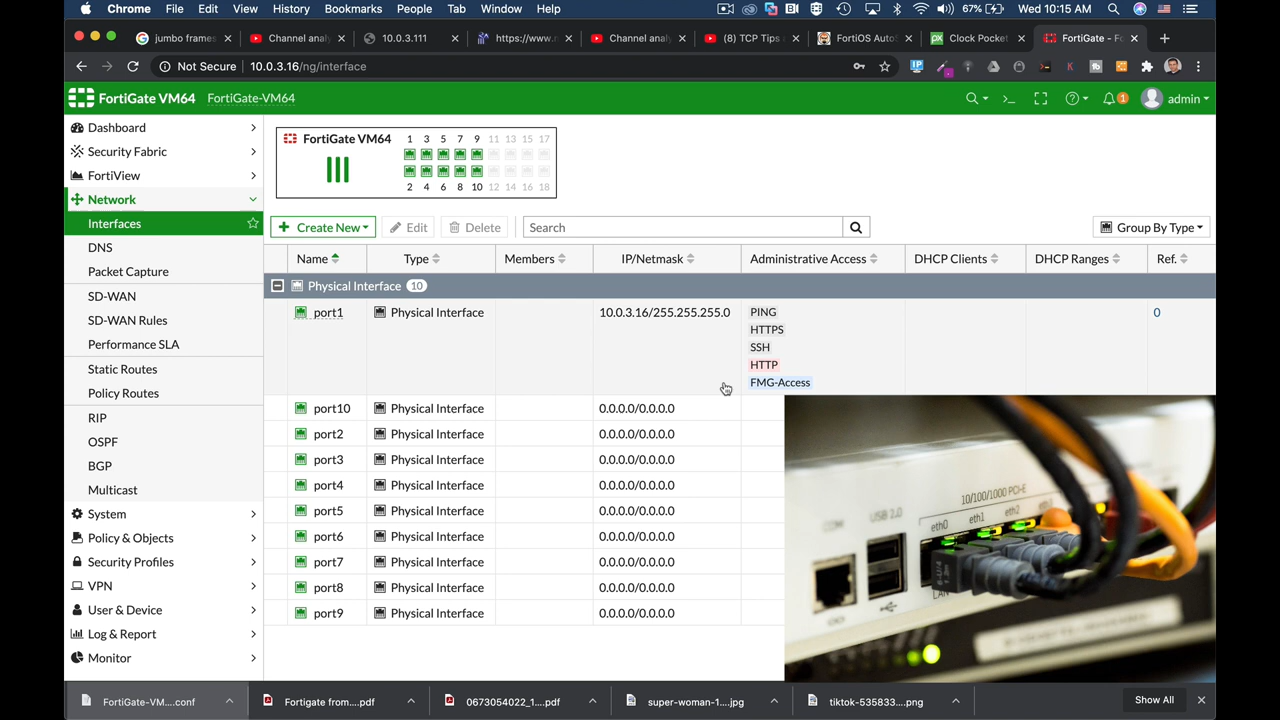 Chrome File Edit View History Bookmarks People Tab Window Help 67% Wed 10:15 AM
jumbo frames Channel analy 10.0.3.111 https://www.n Channel analy (8) TCP Tips FortiOS AutoS Clock Pocket FortiGate - Fo
Not Secure 10.0.3.16/ng/interface
FortiGate VM64 FortiGate-VM64 1 admin
Dashboard
Security Fabric
FortiView
Network
Interfaces
DNS
Packet Capture
SD-WAN
SD-WAN Rules
Performance SLA
Static Routes
Policy Routes
RIP
OSPF
BGP
Multicast
System
Policy & Objects
Security Profiles
VPN
User & Device
Log & Report
Monitor
FortiGate VM64 1 3 5 7 9 11 13 15 17
2 4 6 8 10 12 14 16 18
Create New Edit Delete Search Group By Type
Name Type Members IP/Netmask Administrative Access DHCP Clients DHCP Ranges Ref.
Physical Interface 10
port1 Physical Interface 10.0.3.16/255.255.255.0 PING 0
HTTPS
SSH
HTTP
FMG-Access
port10 Physical Interface 0.0.0.0/0.0.0.0
port2 Physical Interface 0.0.0.0/0.0.0.0
port3 Physical Interface 0.0.0.0/0.0.0.0
port4 Physical Interface 0.0.0.0/0.0.0.0
port5 Physical Interface 0.0.0.0/0.0.0.0
port6 Physical Interface 0.0.0.0/0.0.0.0
port7 Physical Interface 0.0.0.0/0.0.0.0
port8 Physical Interface 0.0.0.0/0.0.0.0
port9 Physical Interface 0.0.0.0/0.0.0.0
10/100/1000 PCI-E
COM USB 2.0 eth0 eth1 eth2
LAN
FortiGate-VM....conf Fortigate from....pdf 0673054022_1....pdf super-woman-1....jpg tiktok-535833....png Show All